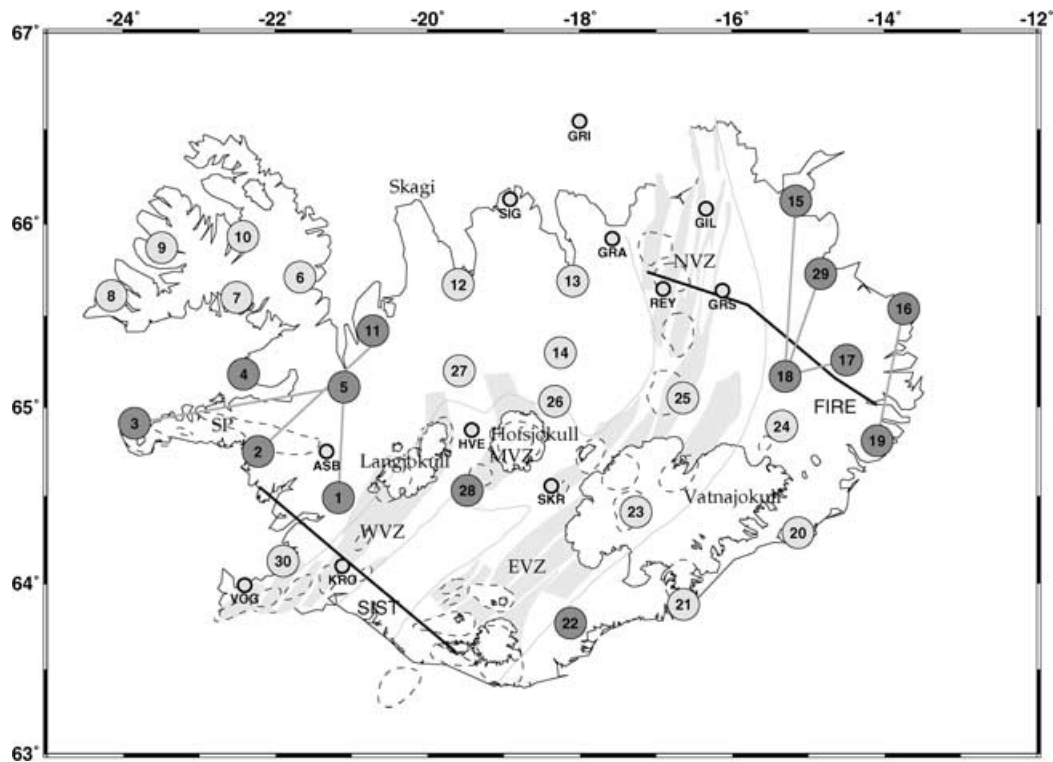 -24° -22° -20° -18° -16° -14° -12°
67°
GRI
Skagi
15
SIG
66°
GIL
10
9
GRA
NVZ
29
6
12
13
8
7
REY
GRS
16
11
14
17
4
27
18
5
65°
26
25
FIRE
3
SP
24
HVE
Hofsjokull
19
2
ASB
Langjokull
MVZ
28
1
SKR
Vatnajokull
23
20
WVZ
30
EVZ
KRO
64°
VOG
SIST
21
22
63°